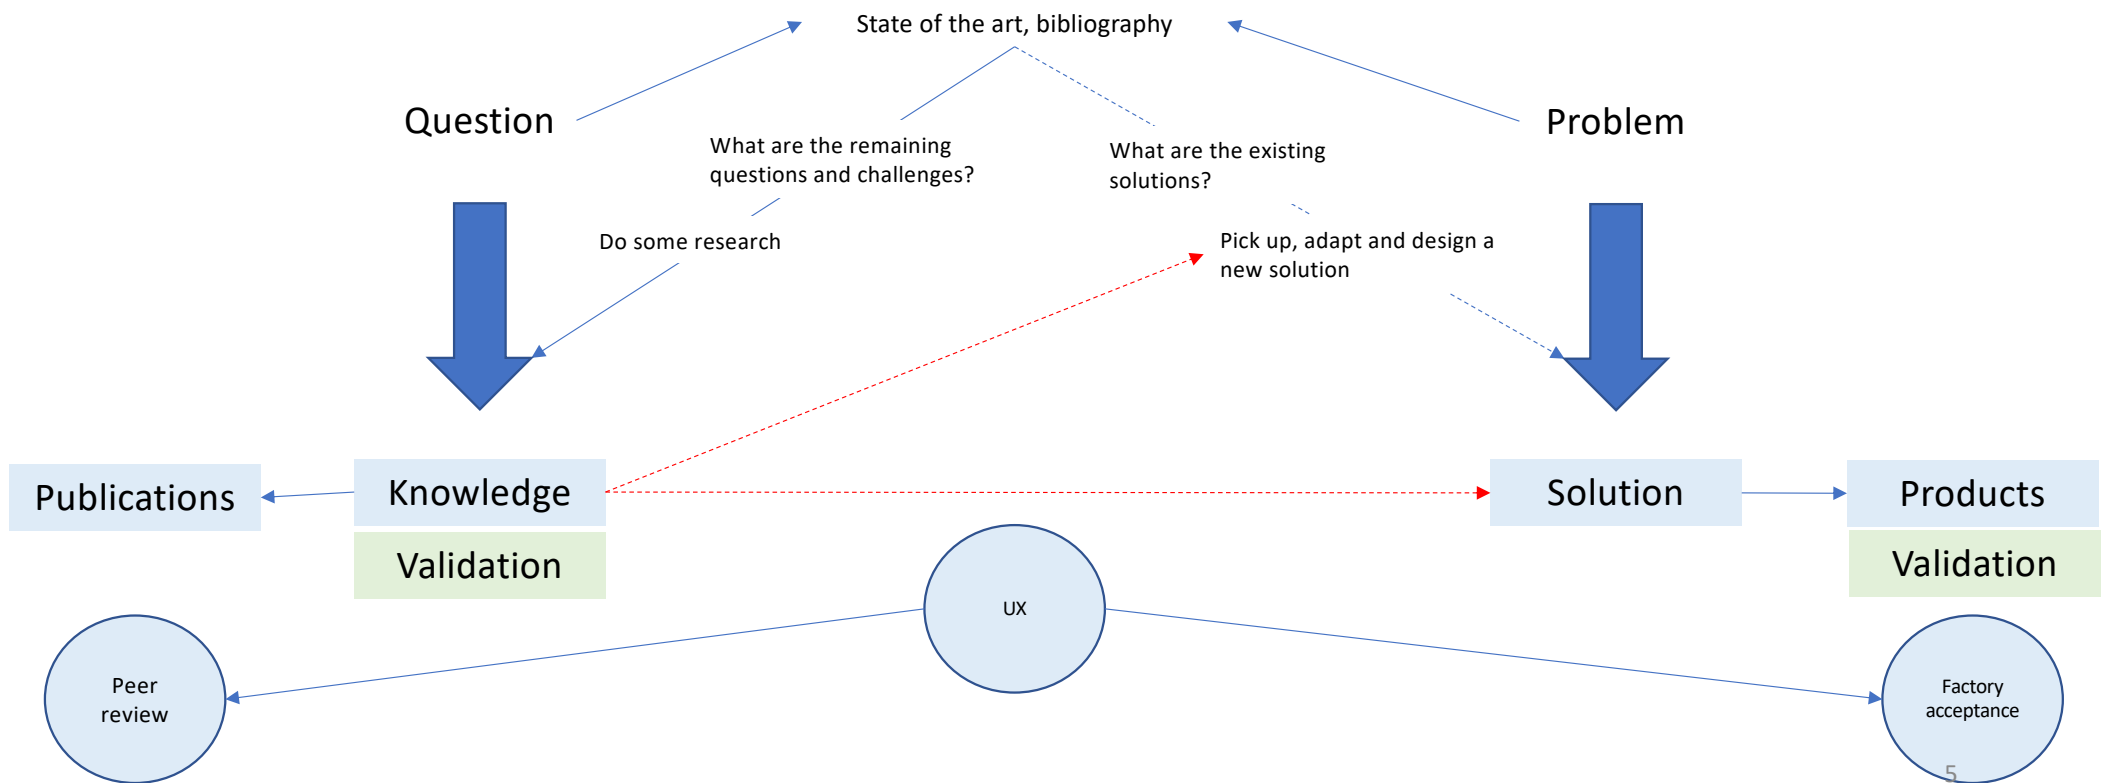 State of the art, bibliography
Question
Problem
What are the remaining
questions and challenges?
What are the existing
solutions?
Do some research
Pick up, adapt and design a
new solution
Publications
Knowledge
Solution
Products
Validation
Validation
UX
Peer
review
Factory
acceptance
5